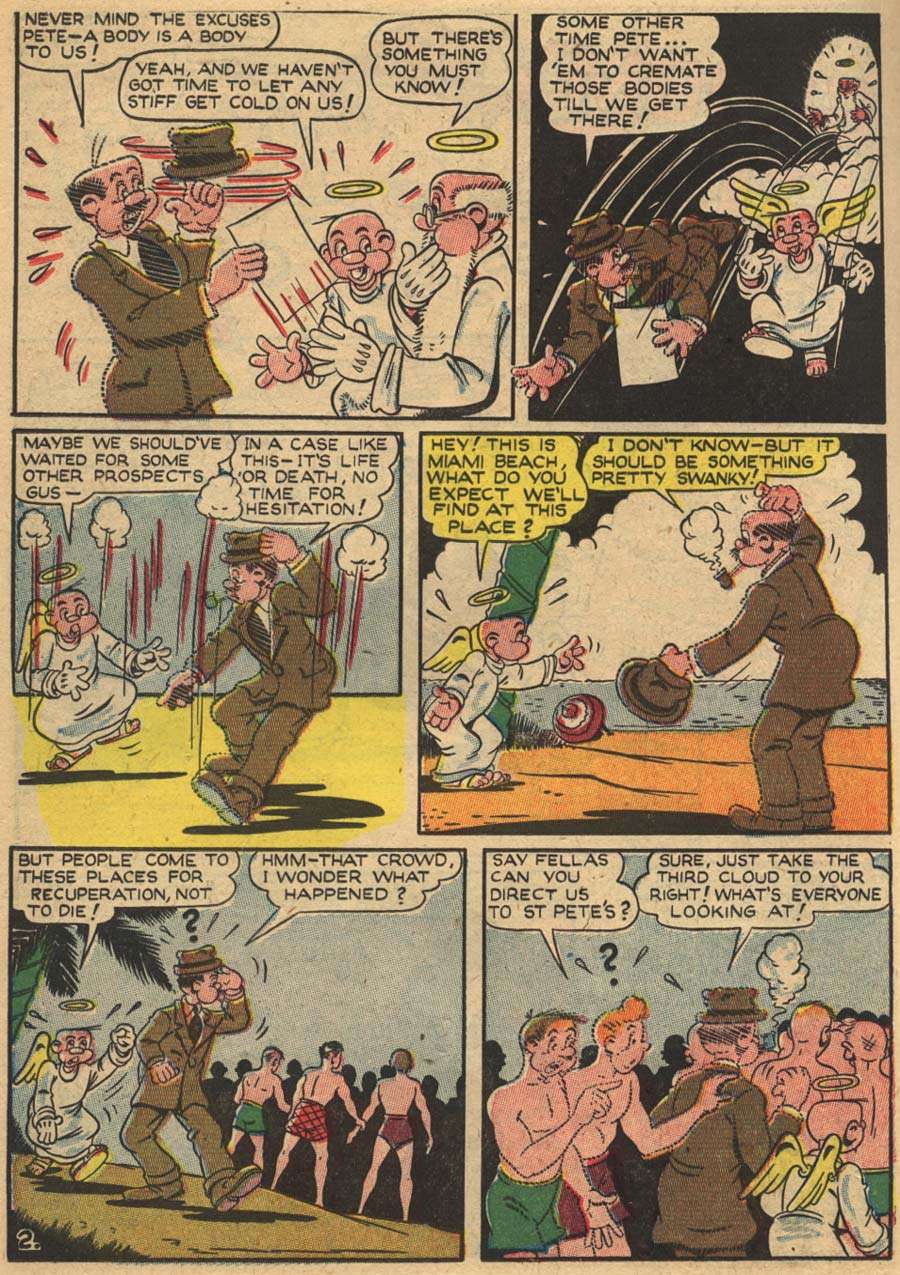 NEVER MIND THE EXCUSES
PETE—A BODY IS A BODY
TO US!
YEAH, AND WE HAVEN'T
GOT TIME TO LET ANY
STIFF GET COLD ON US!
BUT THERE'S
SOMETHING
YOU MUST
KNOW!
SOME OTHER
TIME PETE...
I DON'T WANT
'EM TO CREMATE
THOSE BODIES
TILL WE GET
THERE!
MAYBE WE SHOULD'VE
WAITED FOR SOME
OTHER PROSPECTS
GUS—
IN A CASE LIKE
THIS—IT'S LIFE
OR DEATH, NO
TIME FOR
HESITATION!
HEY! THIS IS
MIAMI BEACH,
WHAT DO YOU
EXPECT WE'LL
FIND AT THIS
PLACE?
I DON'T KNOW—BUT IT
SHOULD BE SOMETHING
PRETTY SWANKY!
BUT PEOPLE COME TO
THESE PLACES FOR
RECUPERATION, NOT
TO DIE!
HMM—THAT CROWD,
I WONDER WHAT
HAPPENED?
?
2.
SAY FELLAS
CAN YOU
DIRECT US
TO ST PETE'S?
SURE, JUST TAKE THE
THIRD CLOUD TO YOUR
RIGHT! WHAT'S EVERYONE
LOOKING AT!
?